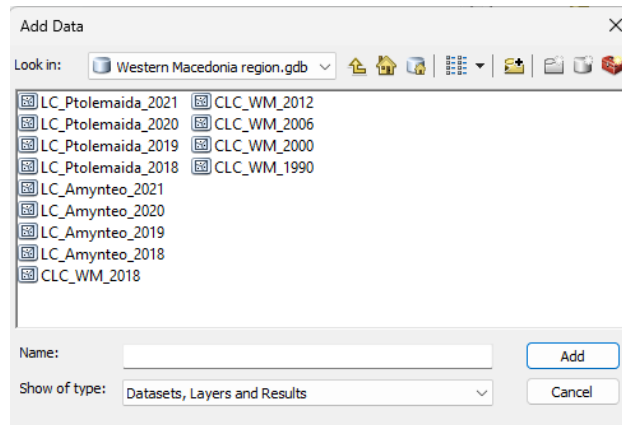 Add Data
Look in: Western Macedonia region.gdb
LC_Ptolemaida_2021 CLC_WM_2012
LC_Ptolemaida_2020 CLC_WM_2006
LC_Ptolemaida_2019 CLC_WM_2000
LC_Ptolemaida_2018 CLC_WM_1990
LC_Amynteo_2021
LC_Amynteo_2020
LC_Amynteo_2019
LC_Amynteo_2018
CLC_WM_2018
Name: Add
Show of type: Datasets, Layers and Results Cancel